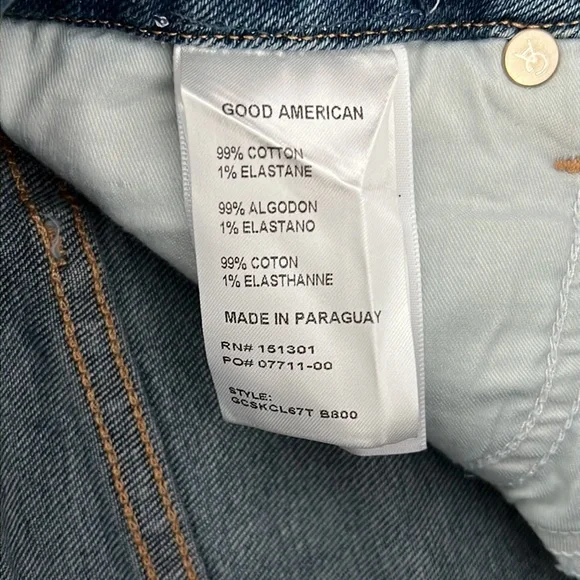 GOOD AMERICAN
99% COTTON
1% ELASTANE
99% ALGODON
1% ELASTANO
99% COTON
1% ELASTHANNE
MADE IN PARAGUAY
RN# 151301
PO# 07711-00
STYLE:
GCSKCL67T B800